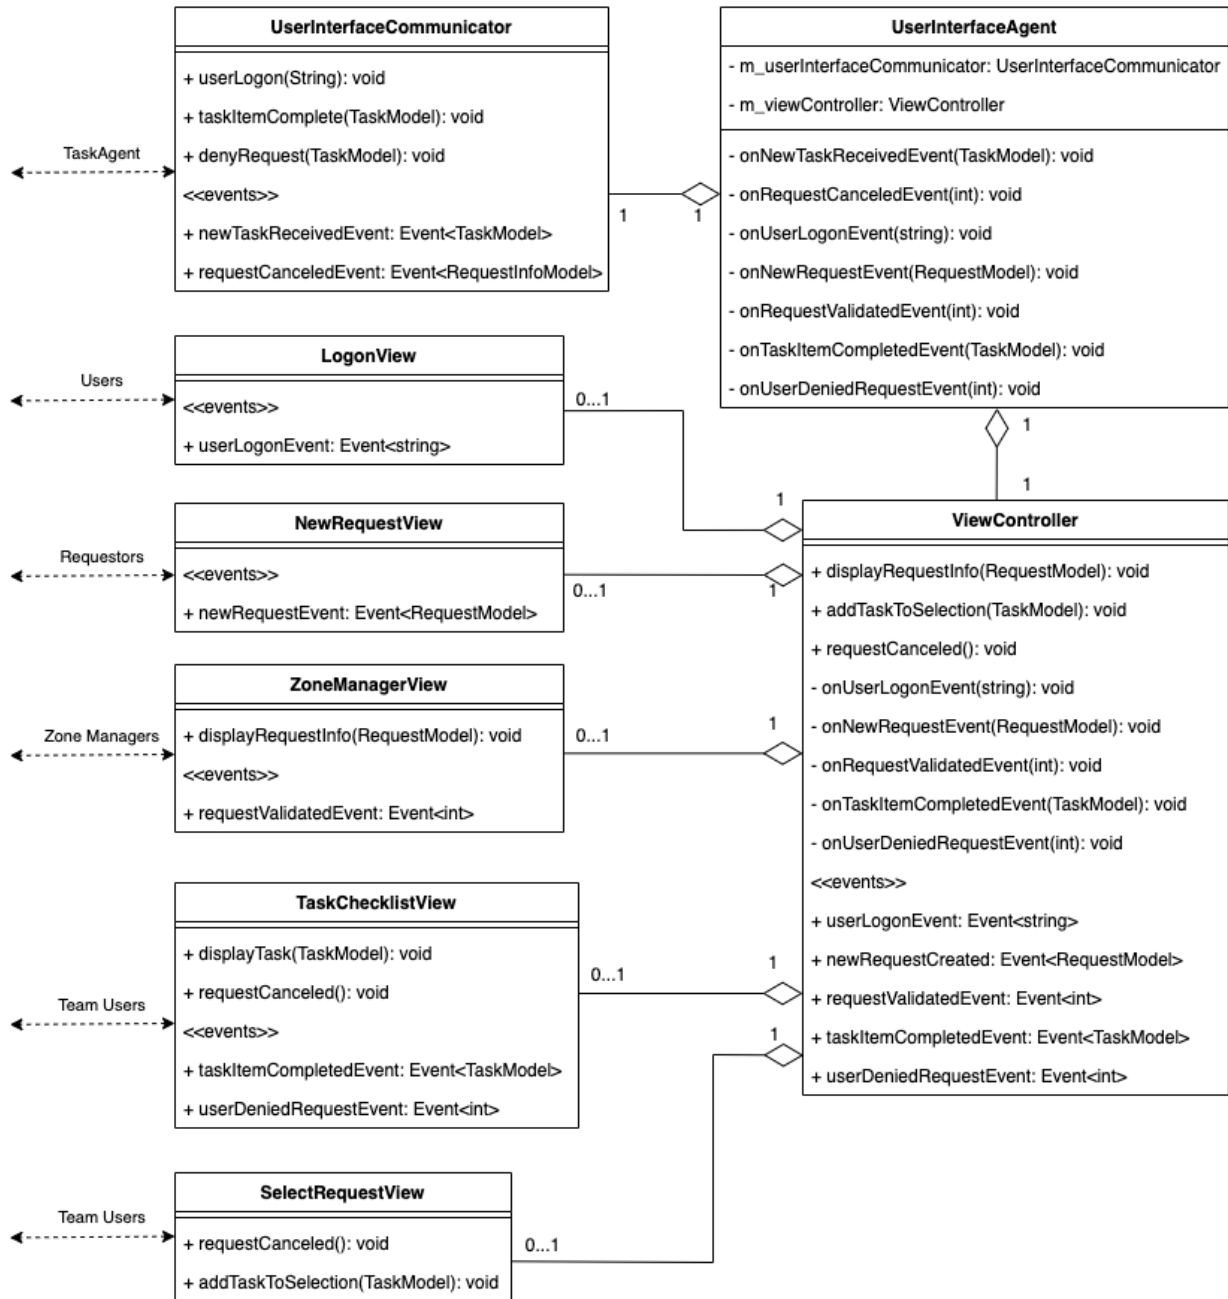 UserInterfaceCommunicator
+ userLogon(String): void
+ taskItemComplete(TaskModel): void
+ denyRequest(TaskModel): void
<<events>>
+ newTaskReceivedEvent: Event<TaskModel>
+ requestCanceledEvent: Event<RequestInfoModel>
TaskAgent
1
1
UserInterfaceAgent
- m_userInterfaceCommunicator: UserInterfaceCommunicator
- m_viewController: ViewController
- onNewTaskReceivedEvent(TaskModel): void
- onRequestCanceledEvent(int): void
- onUserLogonEvent(string): void
- onNewRequestEvent(RequestModel): void
- onRequestValidatedEvent(int): void
- onTaskItemCompletedEvent(TaskModel): void
- onUserDeniedRequestEvent(int): void
1
1
LogonView
<<events>>
+ userLogonEvent: Event<string>
Users
0...1
1
NewRequestView
<<events>>
+ newRequestEvent: Event<RequestModel>
Requestors
0...1
1
ZoneManagerView
+ displayRequestInfo(RequestModel): void
<<events>>
+ requestValidatedEvent: Event<int>
Zone Managers
0...1
1
TaskChecklistView
+ displayTask(TaskModel): void
+ requestCanceled(): void
<<events>>
+ taskItemCompletedEvent: Event<TaskModel>
+ userDeniedRequestEvent: Event<int>
Team Users
0...1
1
SelectRequestView
+ requestCanceled(): void
+ addTaskToSelection(TaskModel): void
Team Users
0...1
1
ViewController
+ displayRequestInfo(RequestModel): void
+ addTaskToSelection(TaskModel): void
+ requestCanceled(): void
- onUserLogonEvent(string): void
- onNewRequestEvent(RequestModel): void
- onRequestValidatedEvent(int): void
- onTaskItemCompletedEvent(TaskModel): void
- onUserDeniedRequestEvent(int): void
<<events>>
+ userLogonEvent: Event<string>
+ newRequestCreated: Event<RequestModel>
+ requestValidatedEvent: Event<int>
+ taskItemCompletedEvent: Event<TaskModel>
+ userDeniedRequestEvent: Event<int>